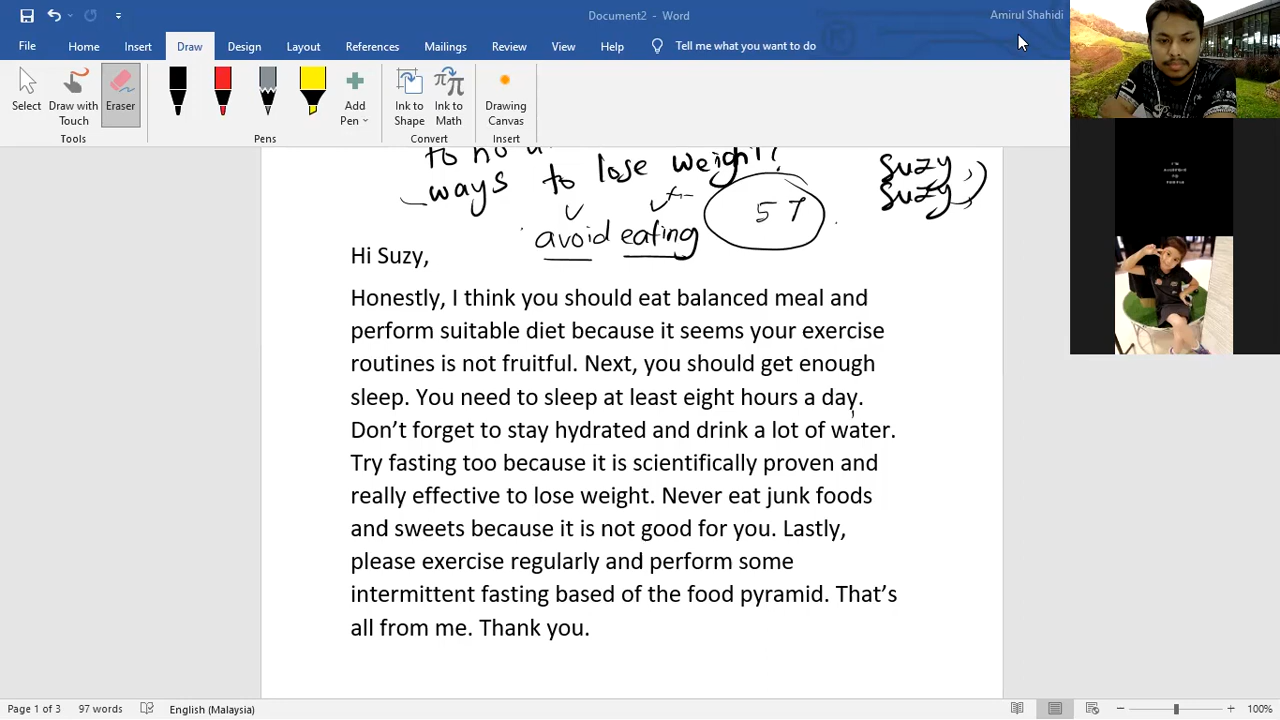 Document2 - Word
Amirul Shahidi
File Home Insert Draw Design Layout References Mailings Review View Help Tell me what you want to do
Select Draw with Touch Eraser Add Pen Ink to Shape Ink to Math Drawing Canvas
Tools Pens Convert Insert
to no
ways to lose weight?
Suzy,
Suzy,
57
avoid eating
Hi Suzy,
Honestly, I think you should eat balanced meal and
perform suitable diet because it seems your exercise
routines is not fruitful. Next, you should get enough
sleep. You need to sleep at least eight hours a day.
Don't forget to stay hydrated and drink a lot of water.
Try fasting too because it is scientifically proven and
really effective to lose weight. Never eat junk foods
and sweets because it is not good for you. Lastly,
please exercise regularly and perform some
intermittent fasting based of the food pyramid. That's
all from me. Thank you.
Page 1 of 3 97 words English (Malaysia) 100%